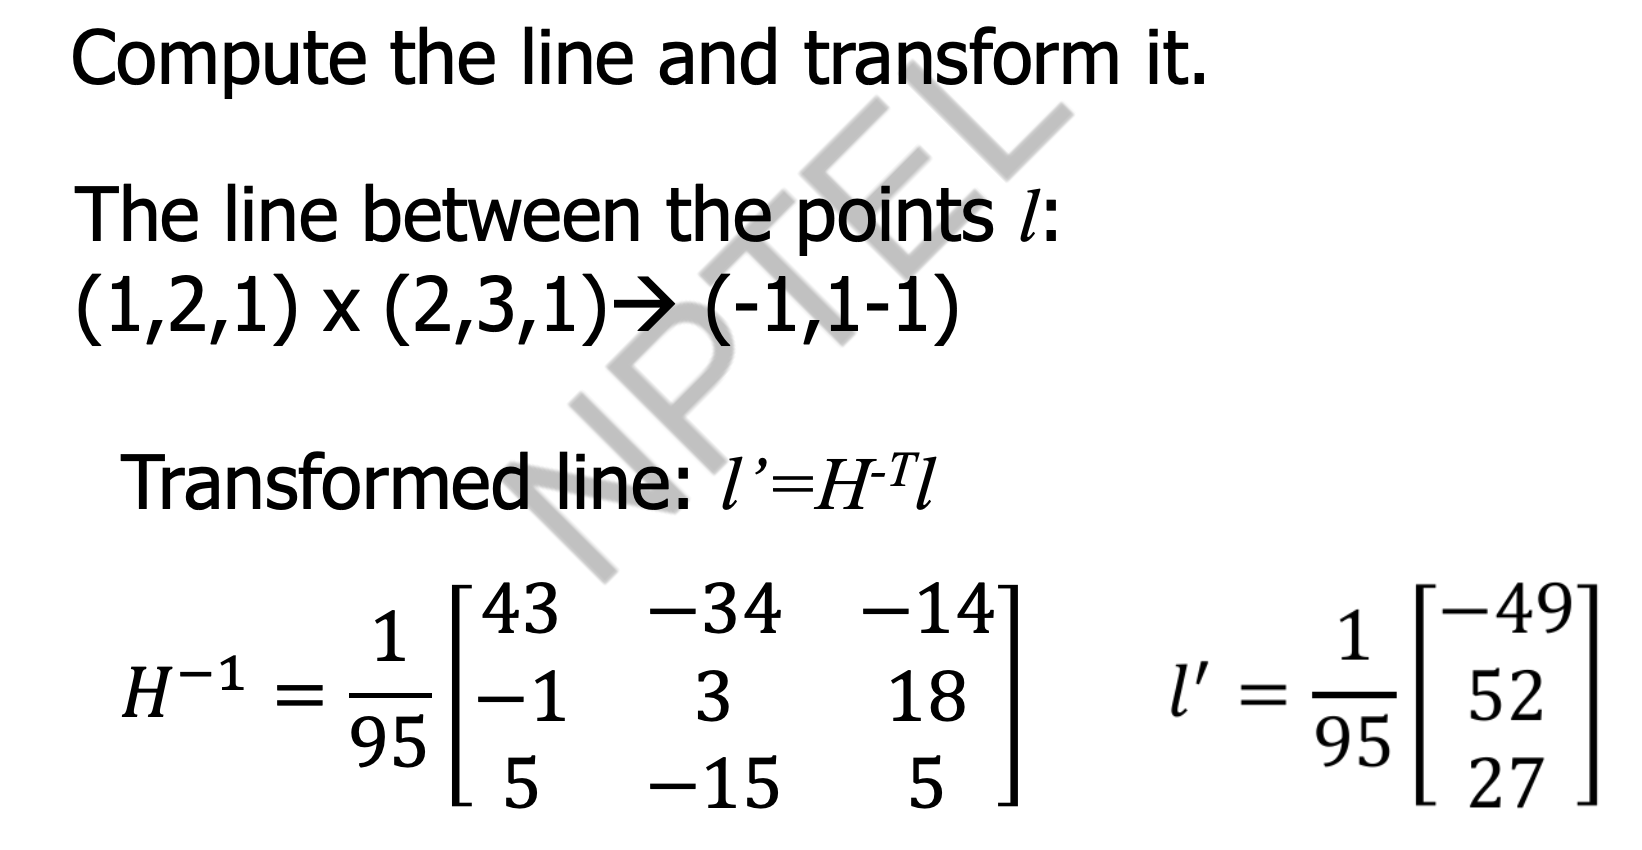 Compute the line and transform it.
The line between the points l:
(1,2,1) x (2,3,1)→ (-1,1-1)
Transformed line: l’=H-Tl
H−1 = 1/95 [43 −34 −14; −1 3 18; 5 −15 5]  l′ = 1/95 [−49; 52; 27]
NPTEL